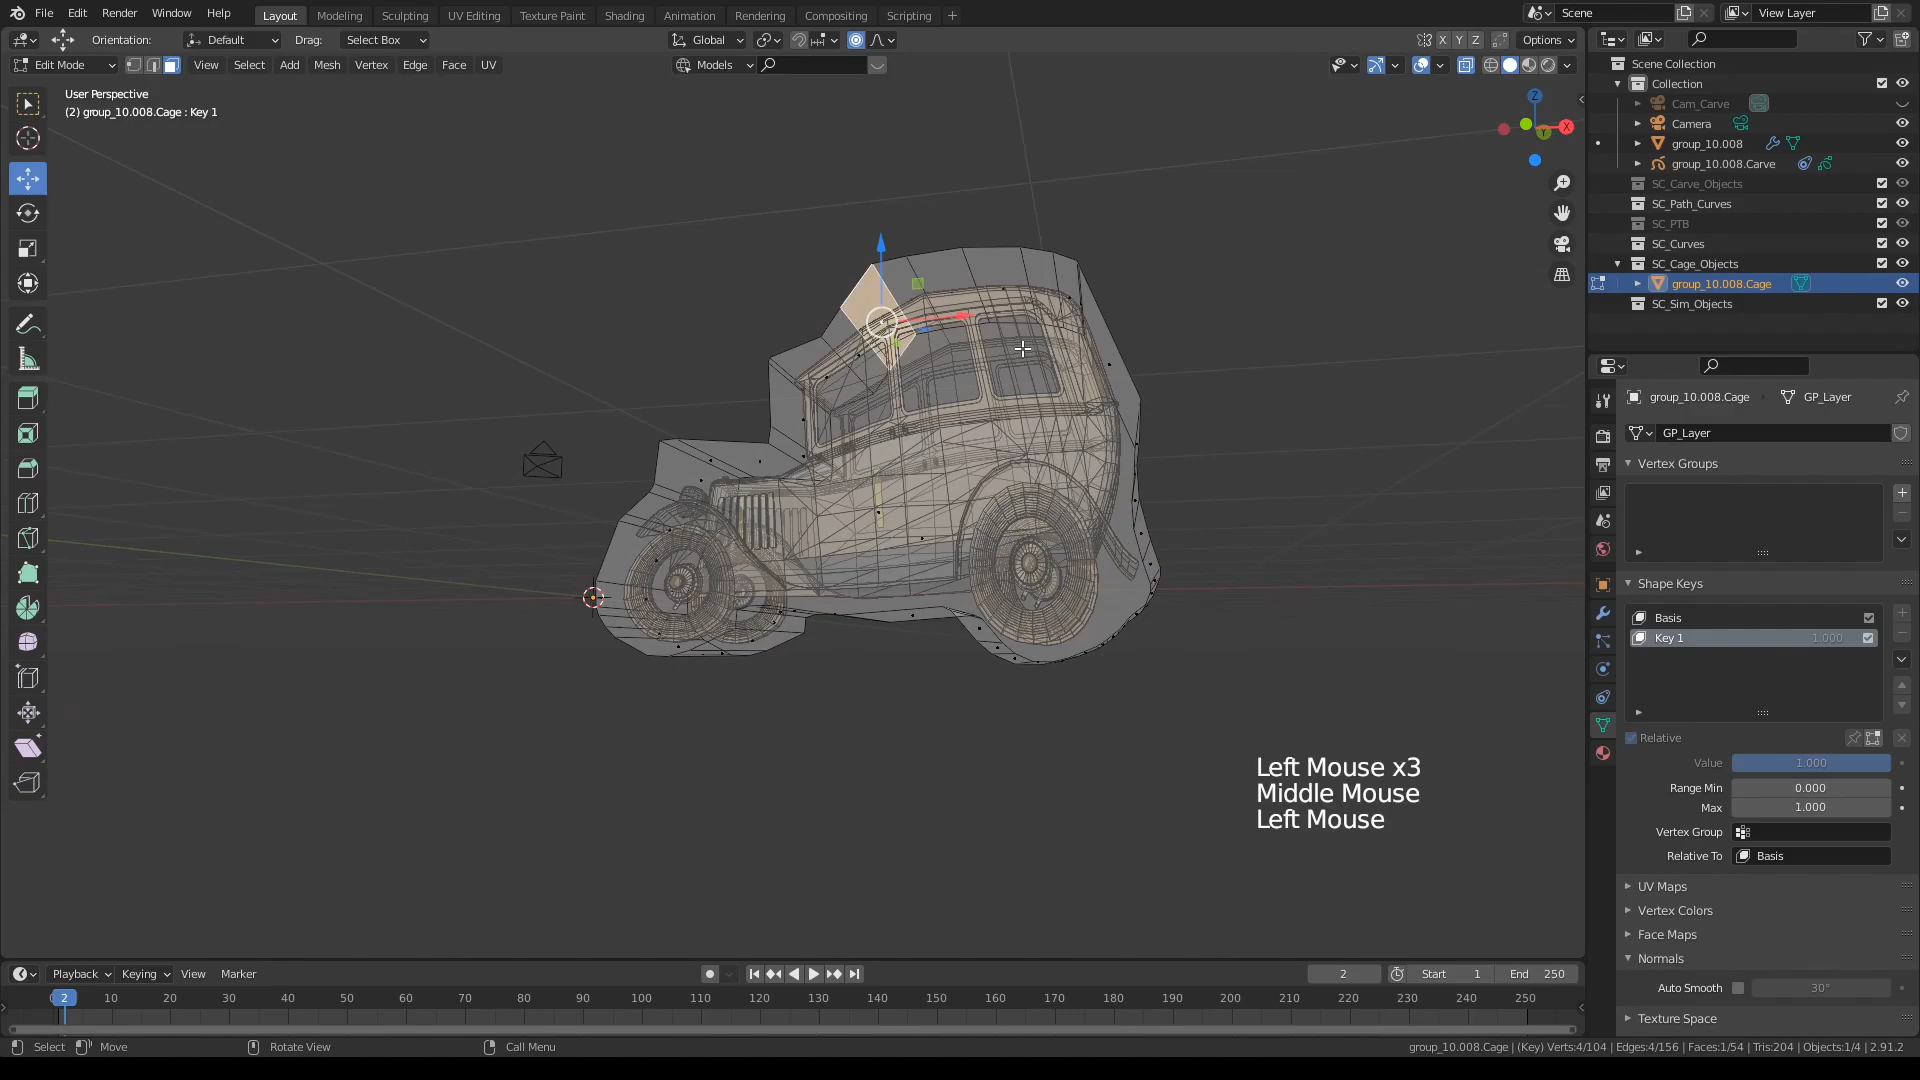 File Edit Render Window Help Layout Modeling Sculpting UV Editing Texture Paint Shading Animation Rendering Compositing Scripting + Scene View Layer
Orientation: Default Drag: Select Box Global X Y Z Options
Edit Mode View Select Add Mesh Vertex Edge Face UV Models
User Perspective
(2) group_10.008.Cage : Key 1
Z
X
Y
Scene Collection
Collection
Cam_Carve
Camera
group_10.008
group_10.008.Carve
SC_Carve_Objects
SC_Path_Curves
SC_PTB
SC_Curves
SC_Cage_Objects
group_10.008.Cage
SC_Sim_Objects
group_10.008.Cage GP_Layer
GP_Layer
Vertex Groups
Shape Keys
Basis
Key 1 1.000
Relative
Value 1.000
Range Min 0.000
Max 1.000
Vertex Group
Relative To Basis
UV Maps
Vertex Colors
Face Maps
Normals
Auto Smooth 30°
Texture Space
Left Mouse x3
Middle Mouse
Left Mouse
Playback Keying View Marker 2 Start 1 End 250
2 10 20 30 40 50 60 70 80 90 100 110 120 130 140 150 160 170 180 190 200 210 220 230 240 250
Select Move Rotate View Call Menu group_10.008.Cage | (Key) Verts:4/104 | Edges:4/156 | Faces:1/54 | Tris:204 | Objects:1/4 | 2.91.2